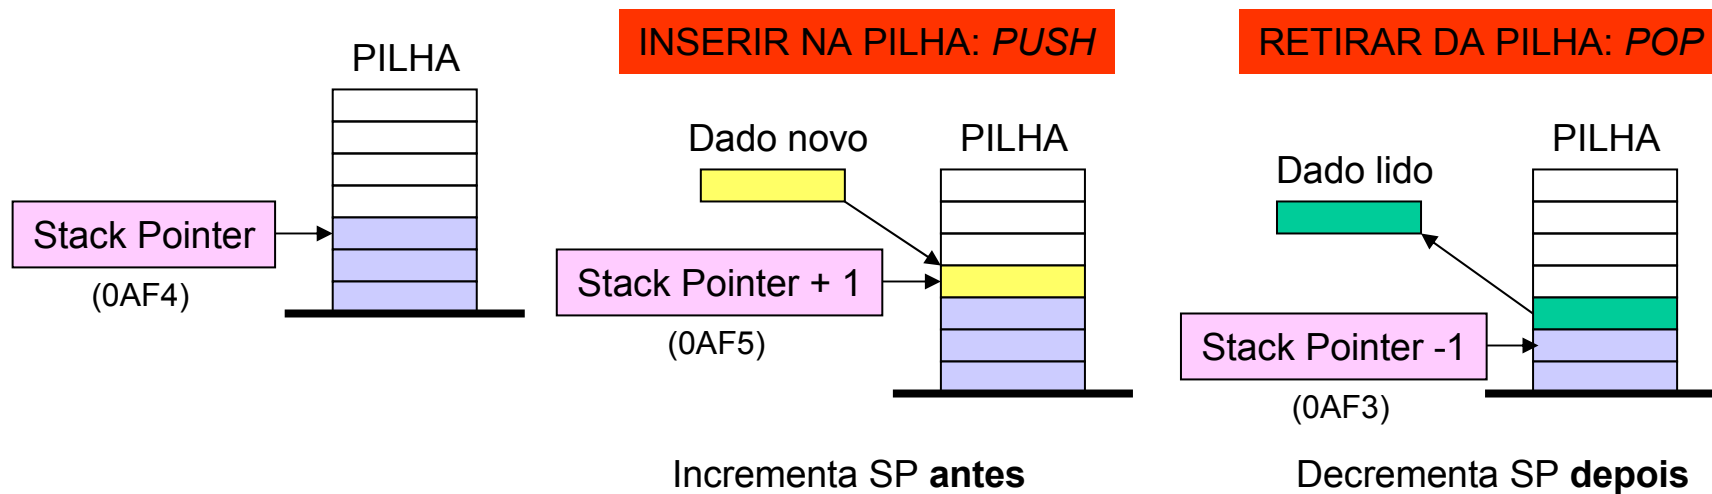 PILHA
Stack Pointer
(0AF4)
INSERIR NA PILHA: PUSH
Dado novo
PILHA
Stack Pointer + 1
(0AF5)
Incrementa SP antes
RETIRAR DA PILHA: POP
PILHA
Dado lido
Stack Pointer -1
(0AF3)
Decrementa SP depois